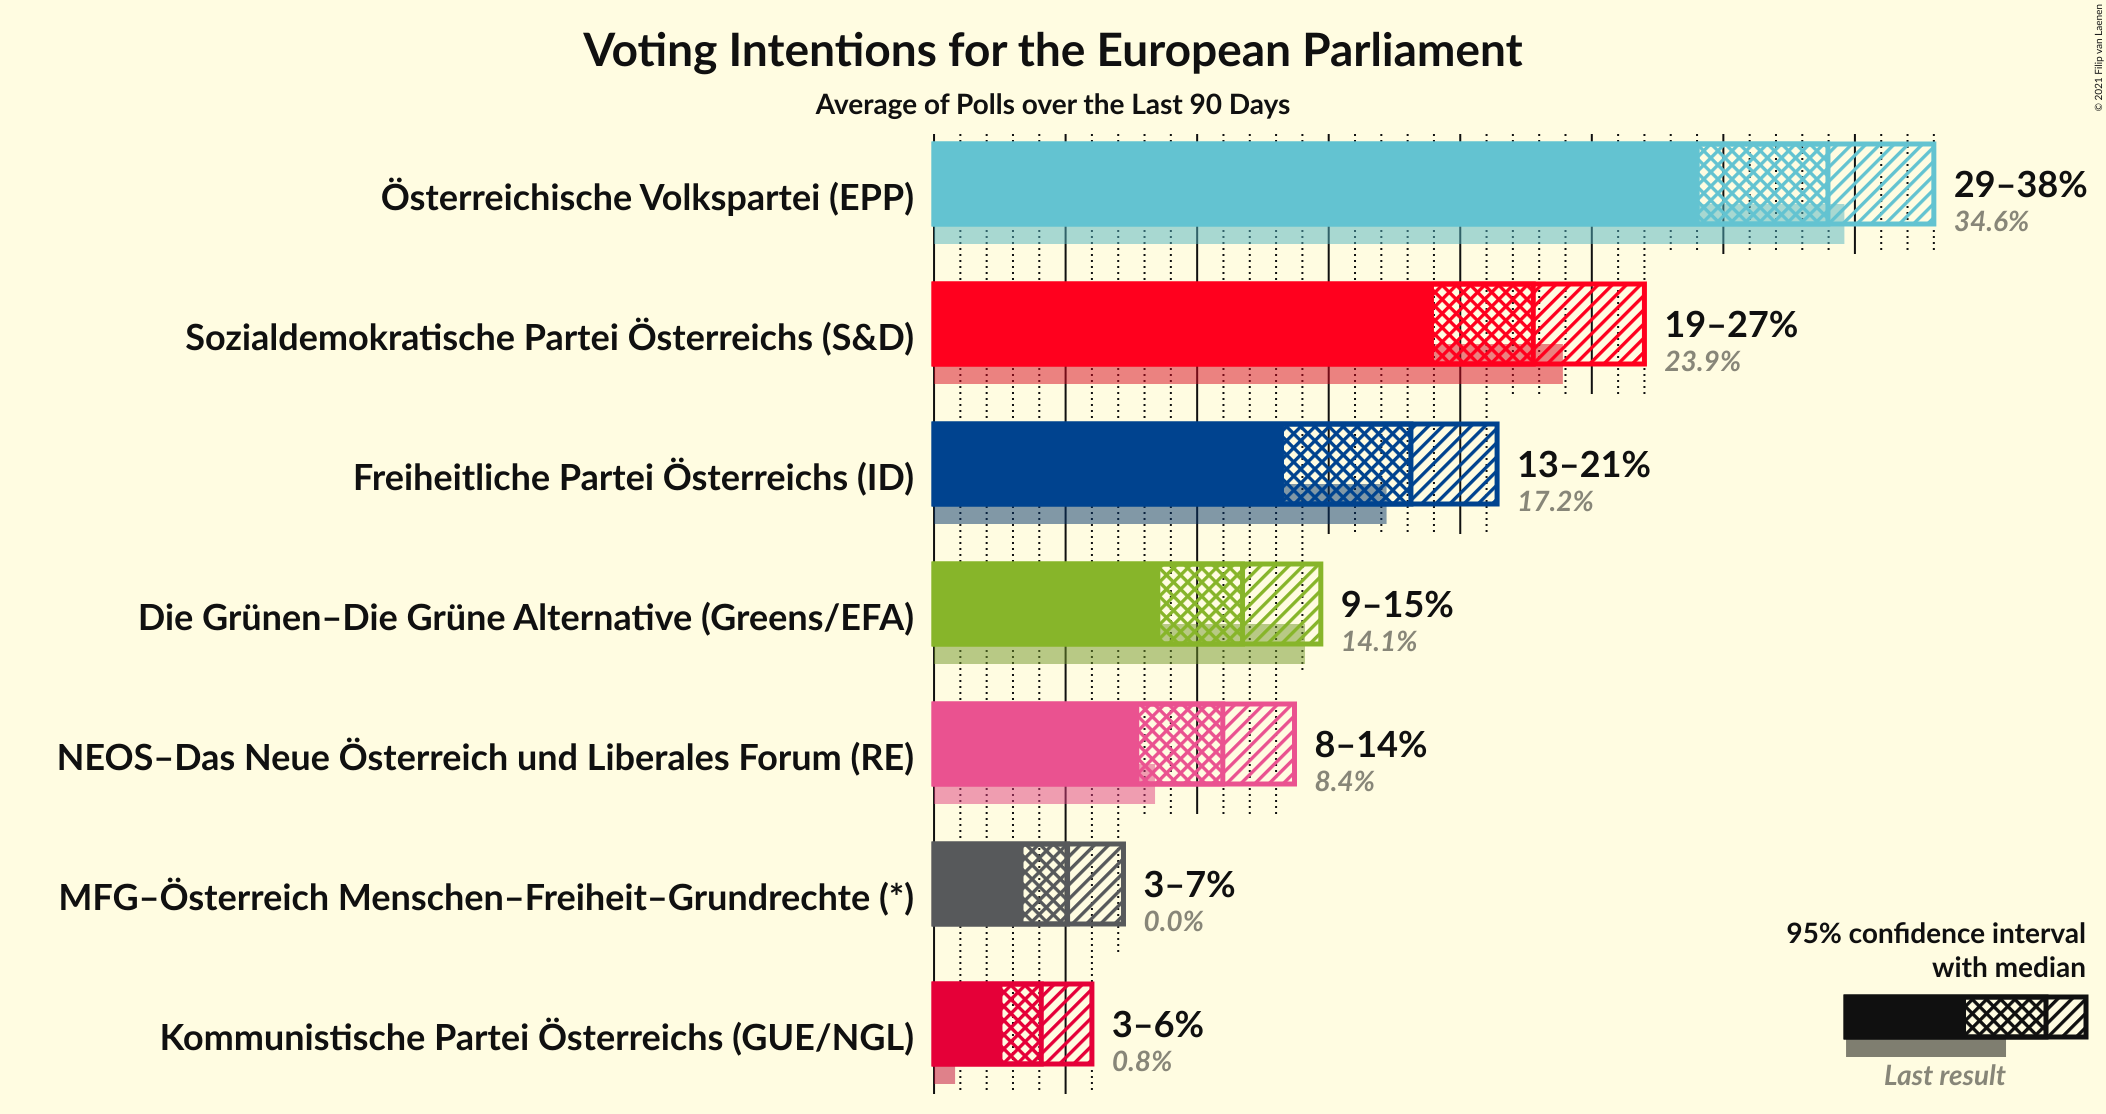 Voting Intentions for the European Parliament
Average of Polls over the Last 90 Days
© 2021 Filip van Laenen
Österreichische Volkspartei (EPP)
29–38%
34.6%
Sozialdemokratische Partei Österreichs (S&D)
19–27%
23.9%
Freiheitliche Partei Österreichs (ID)
13–21%
17.2%
Die Grünen–Die Grüne Alternative (Greens/EFA)
9–15%
14.1%
NEOS–Das Neue Österreich und Liberales Forum (RE)
8–14%
8.4%
MFG–Österreich Menschen–Freiheit–Grundrechte (*)
3–7%
0.0%
Kommunistische Partei Österreichs (GUE/NGL)
3–6%
0.8%
95% confidence interval
with median
Last result